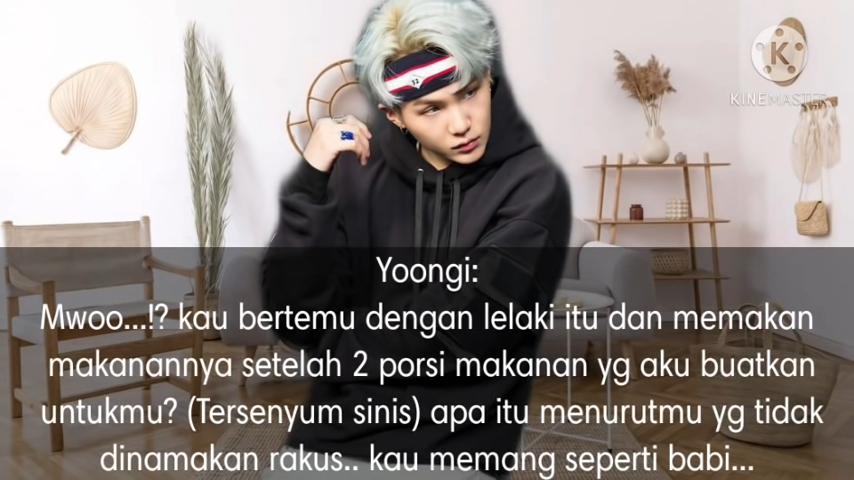 KINEMASTER
Yoongi:
Mwoo...!? kau bertemu dengan lelaki itu dan memakan
makanannya setelah 2 porsi makanan yg aku buatkan
untukmu? (Tersenyum sinis) apa itu menurutmu yg tidak
dinamakan rakus.. kau memang seperti babi...